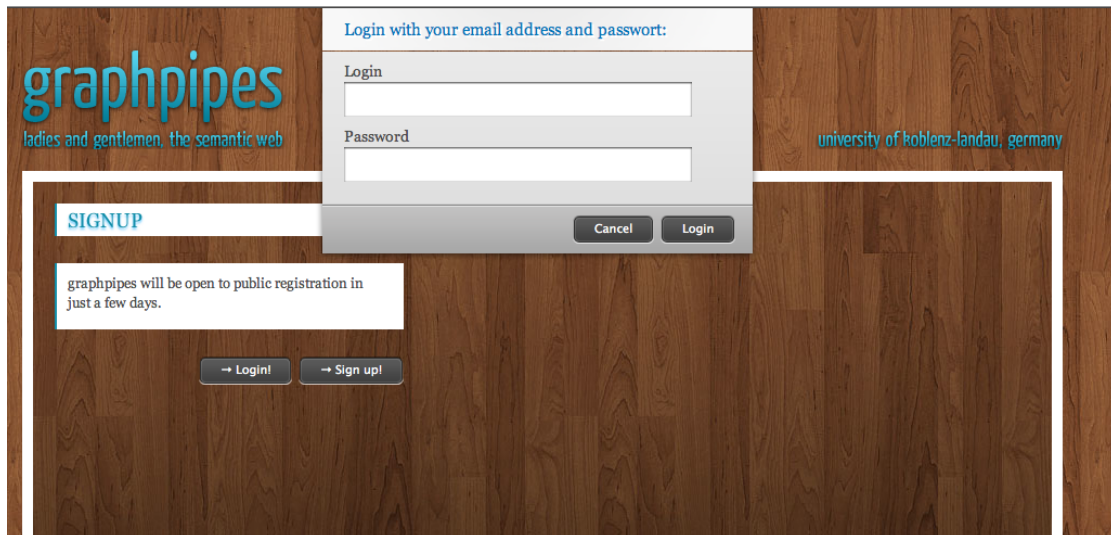 Login with your email address and passwort:
graphpipes
ladies and gentlemen, the semantic web
university of koblenz-landau, germany
Login
Password
Cancel
Login
SIGNUP
graphpipes will be open to public registration in
just a few days.
→ Login!
→ Sign up!